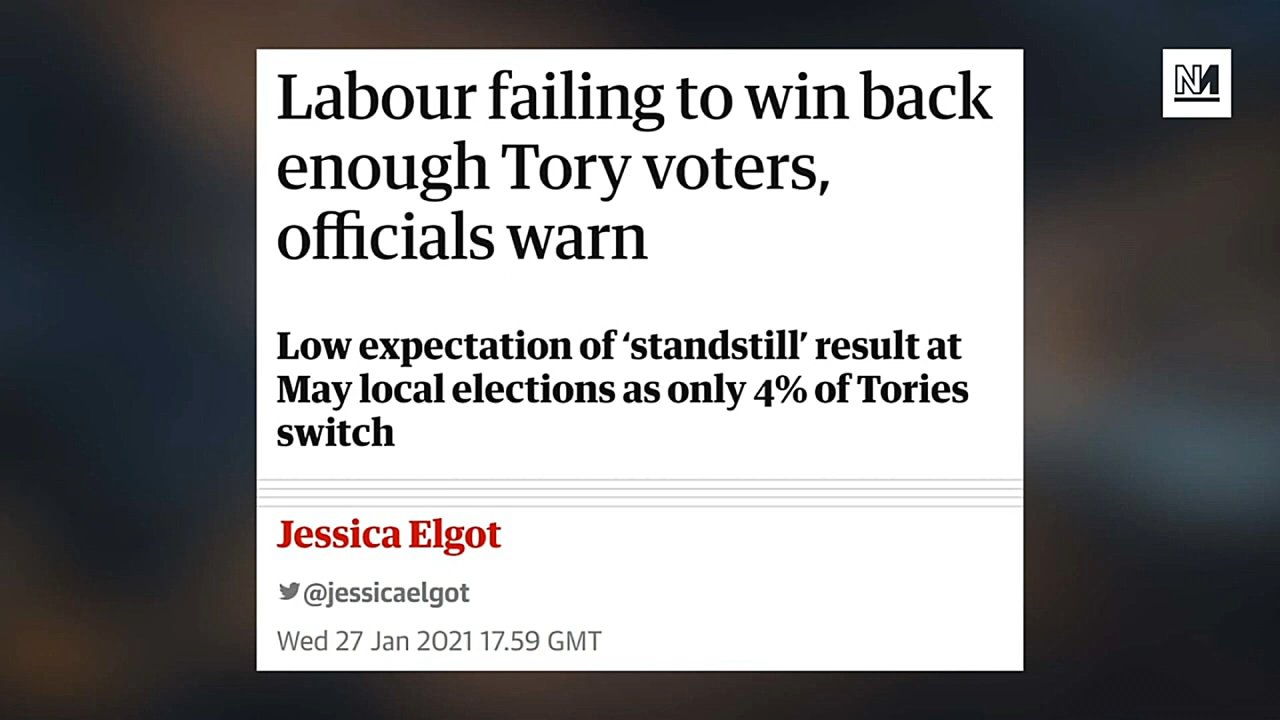 Labour failing to win back
enough Tory voters,
officials warn
Low expectation of ‘standstill’ result at
May local elections as only 4% of Tories
switch
Jessica Elgot
@jessicaelgot
Wed 27 Jan 2021 17.59 GMT
NM